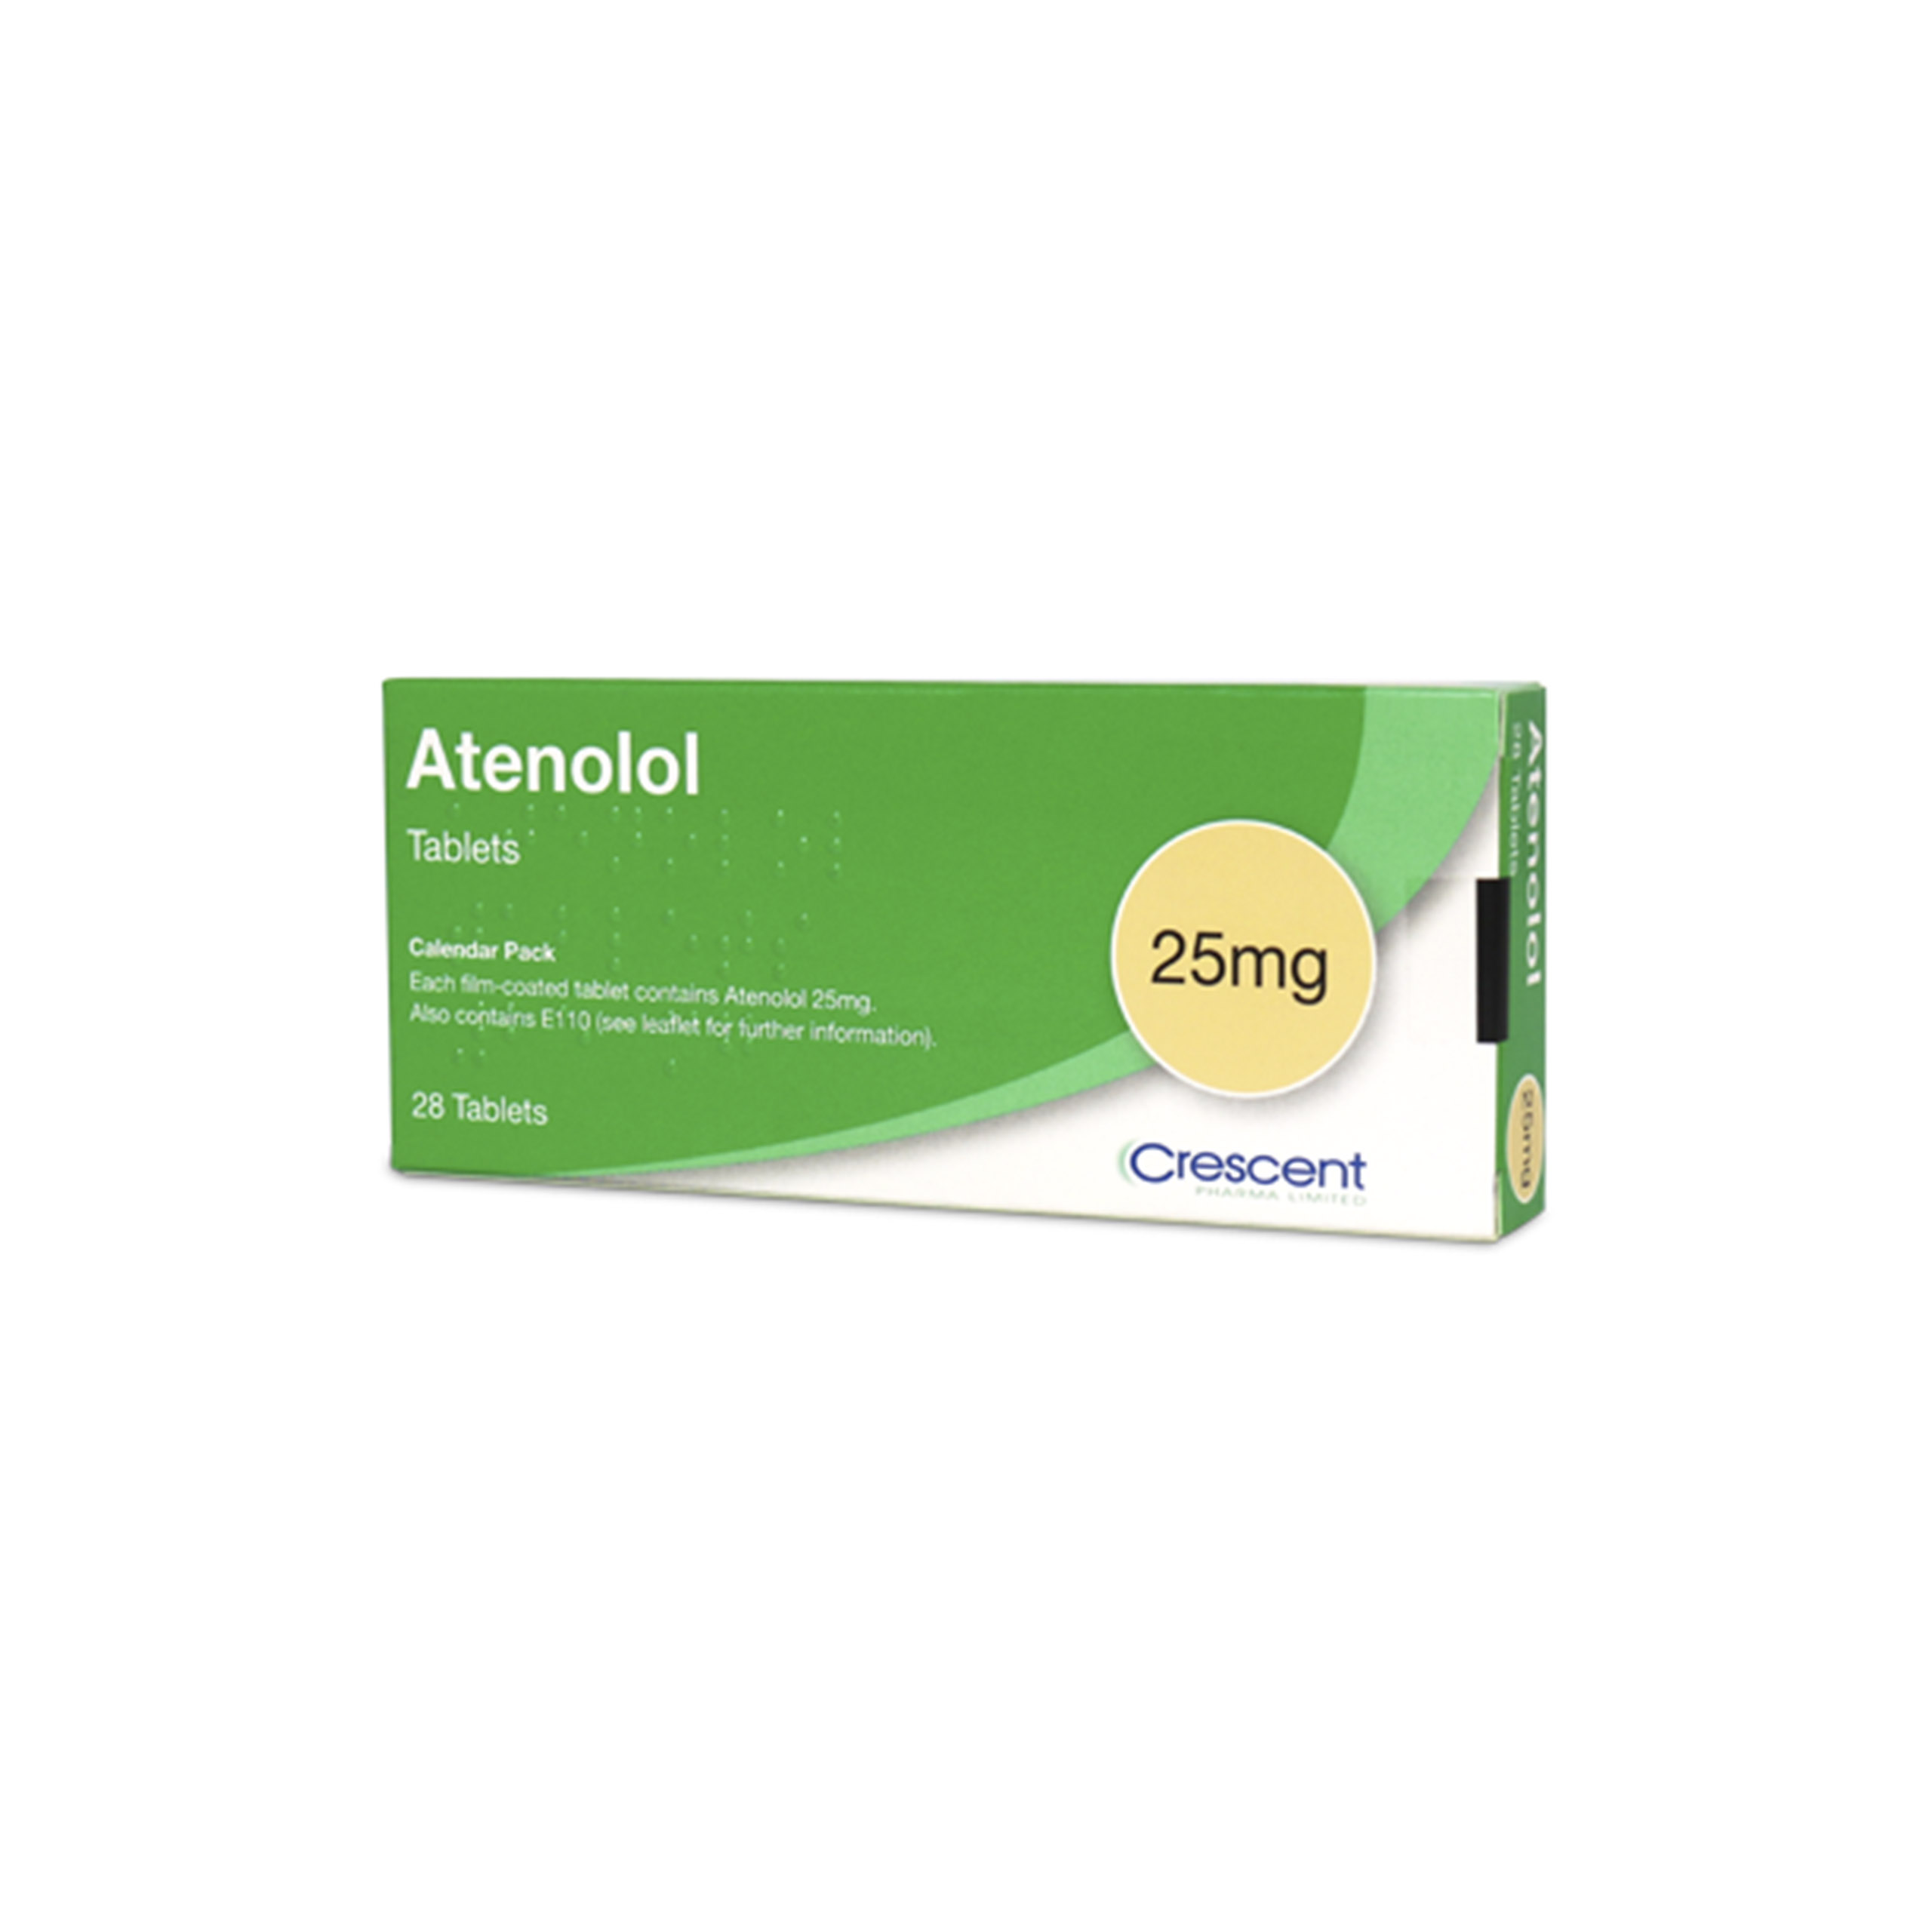 Atenolol
Tablets
Calendar Pack
Each film-coated tablet contains Atenolol 25mg.
Also contains E110 (see leaflet for further information).
28 Tablets
25mg
Crescent
PHARMA LIMITED
Atenolol
28 Tablets
25mg